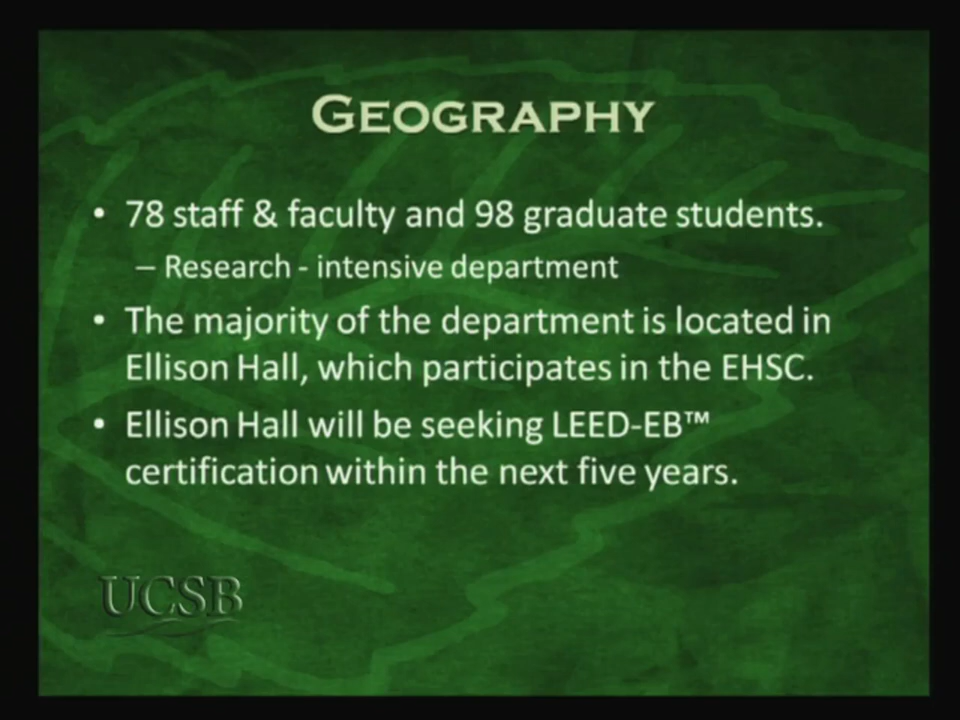 GEOGRAPHY
• 78 staff & faculty and 98 graduate students.
– Research - intensive department
• The majority of the department is located in
Ellison Hall, which participates in the EHSC.
• Ellison Hall will be seeking LEED-EB™
certification within the next five years.
UCSB